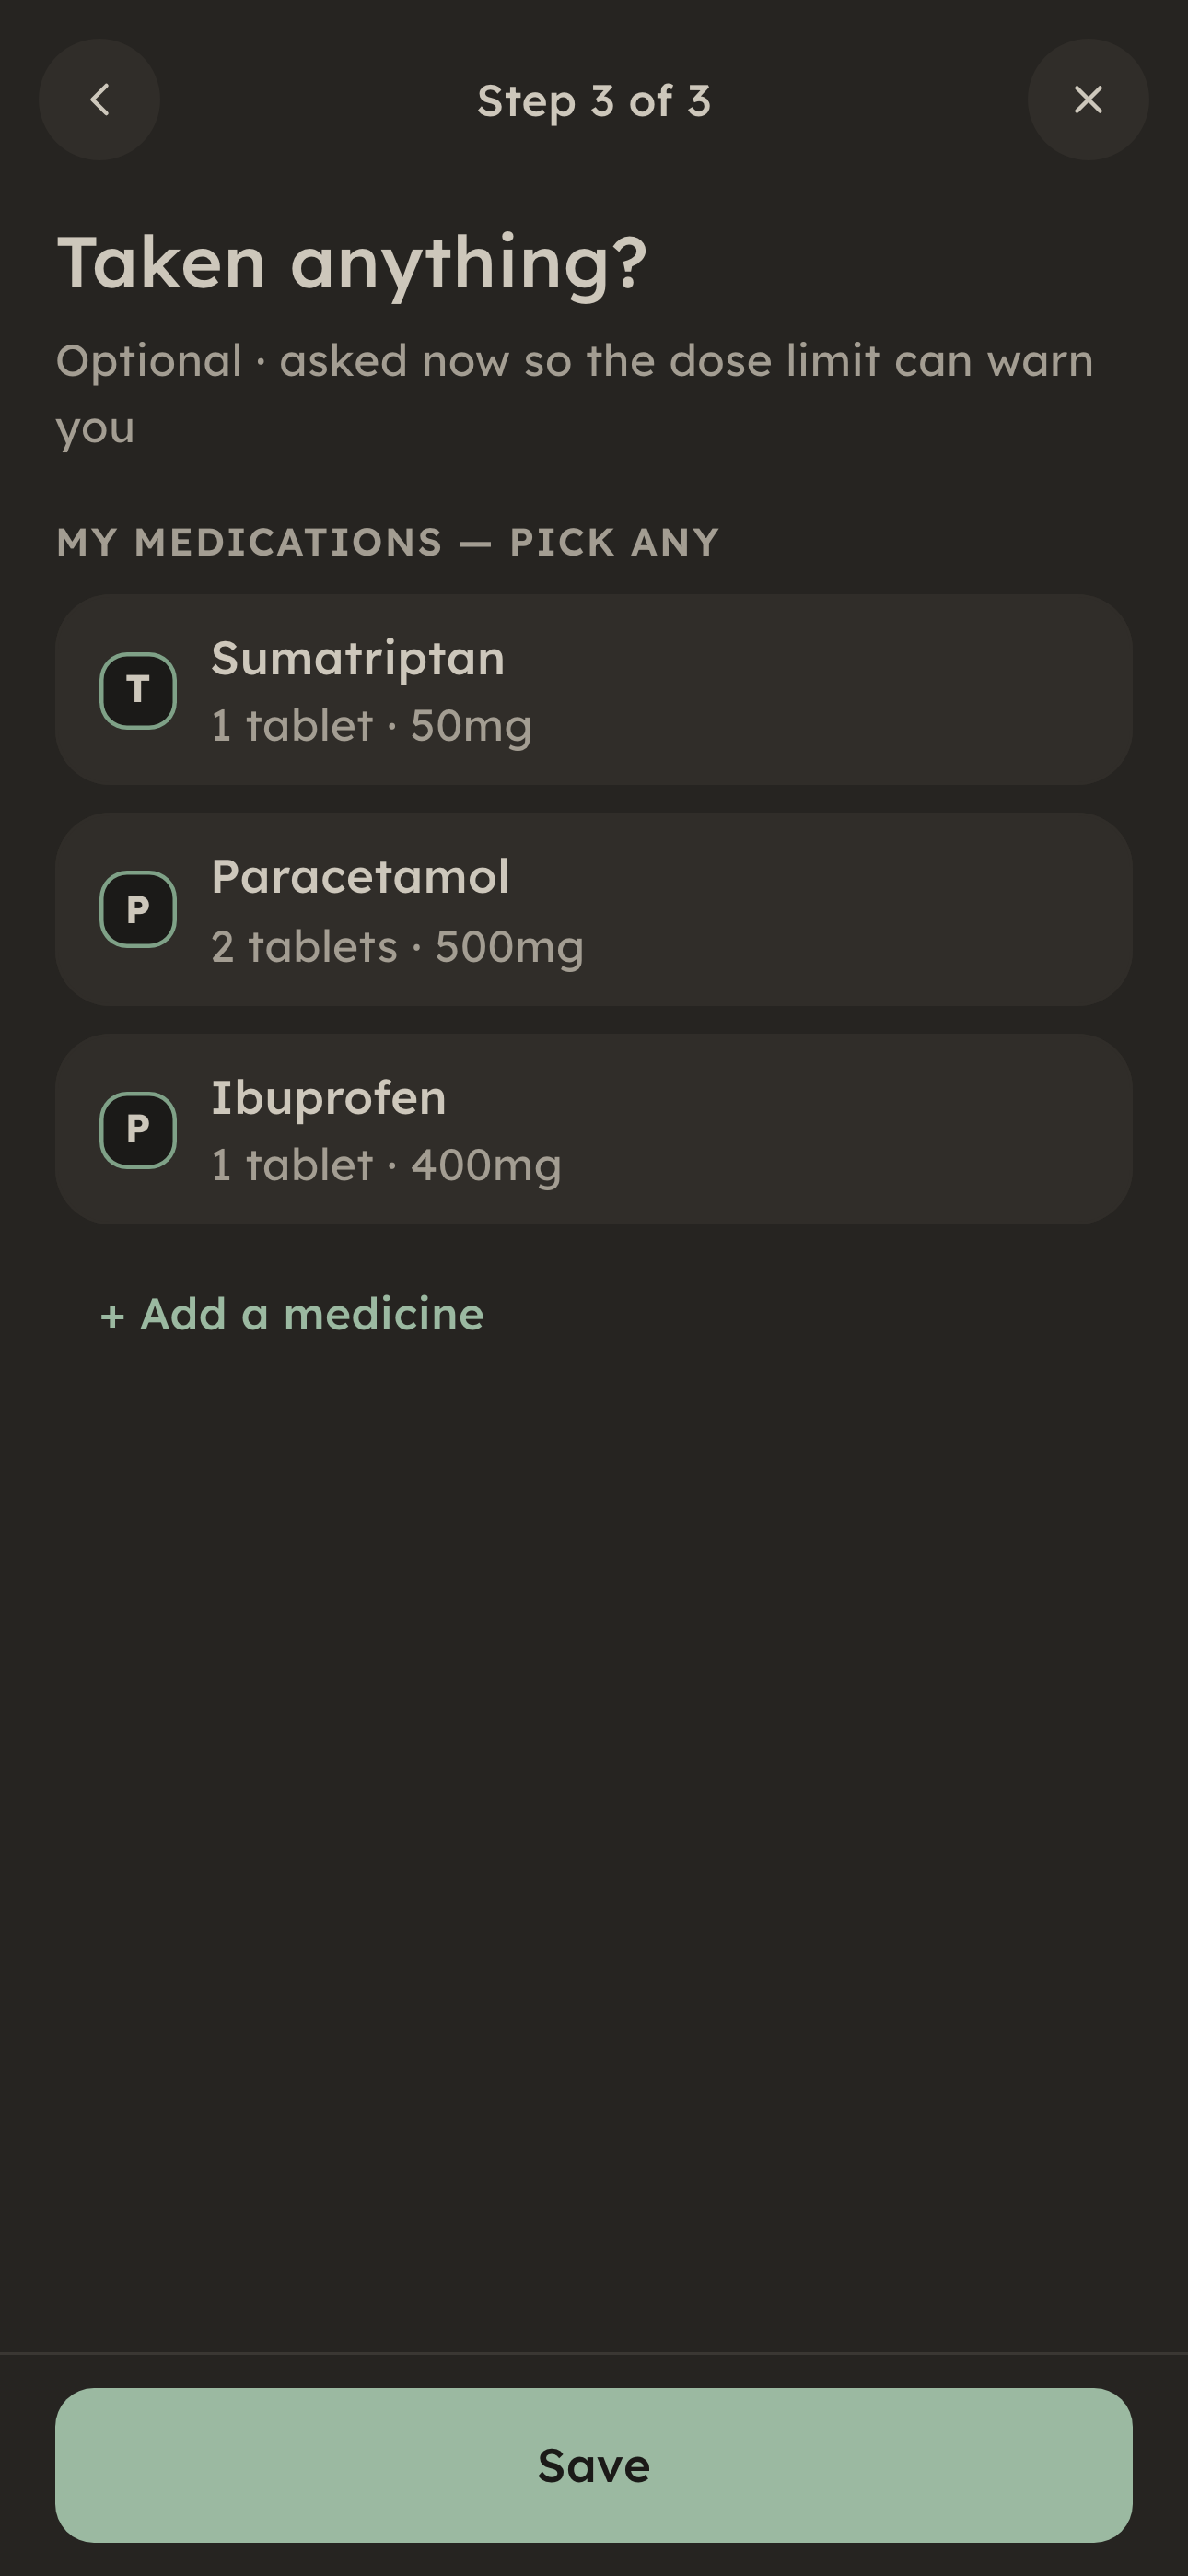 Step 3 of 3
Taken anything?
Optional · asked now so the dose limit can warn
you
MY MEDICATIONS — PICK ANY
T
Sumatriptan
1 tablet · 50mg
P
Paracetamol
2 tablets · 500mg
P
Ibuprofen
1 tablet · 400mg
+ Add a medicine
Save